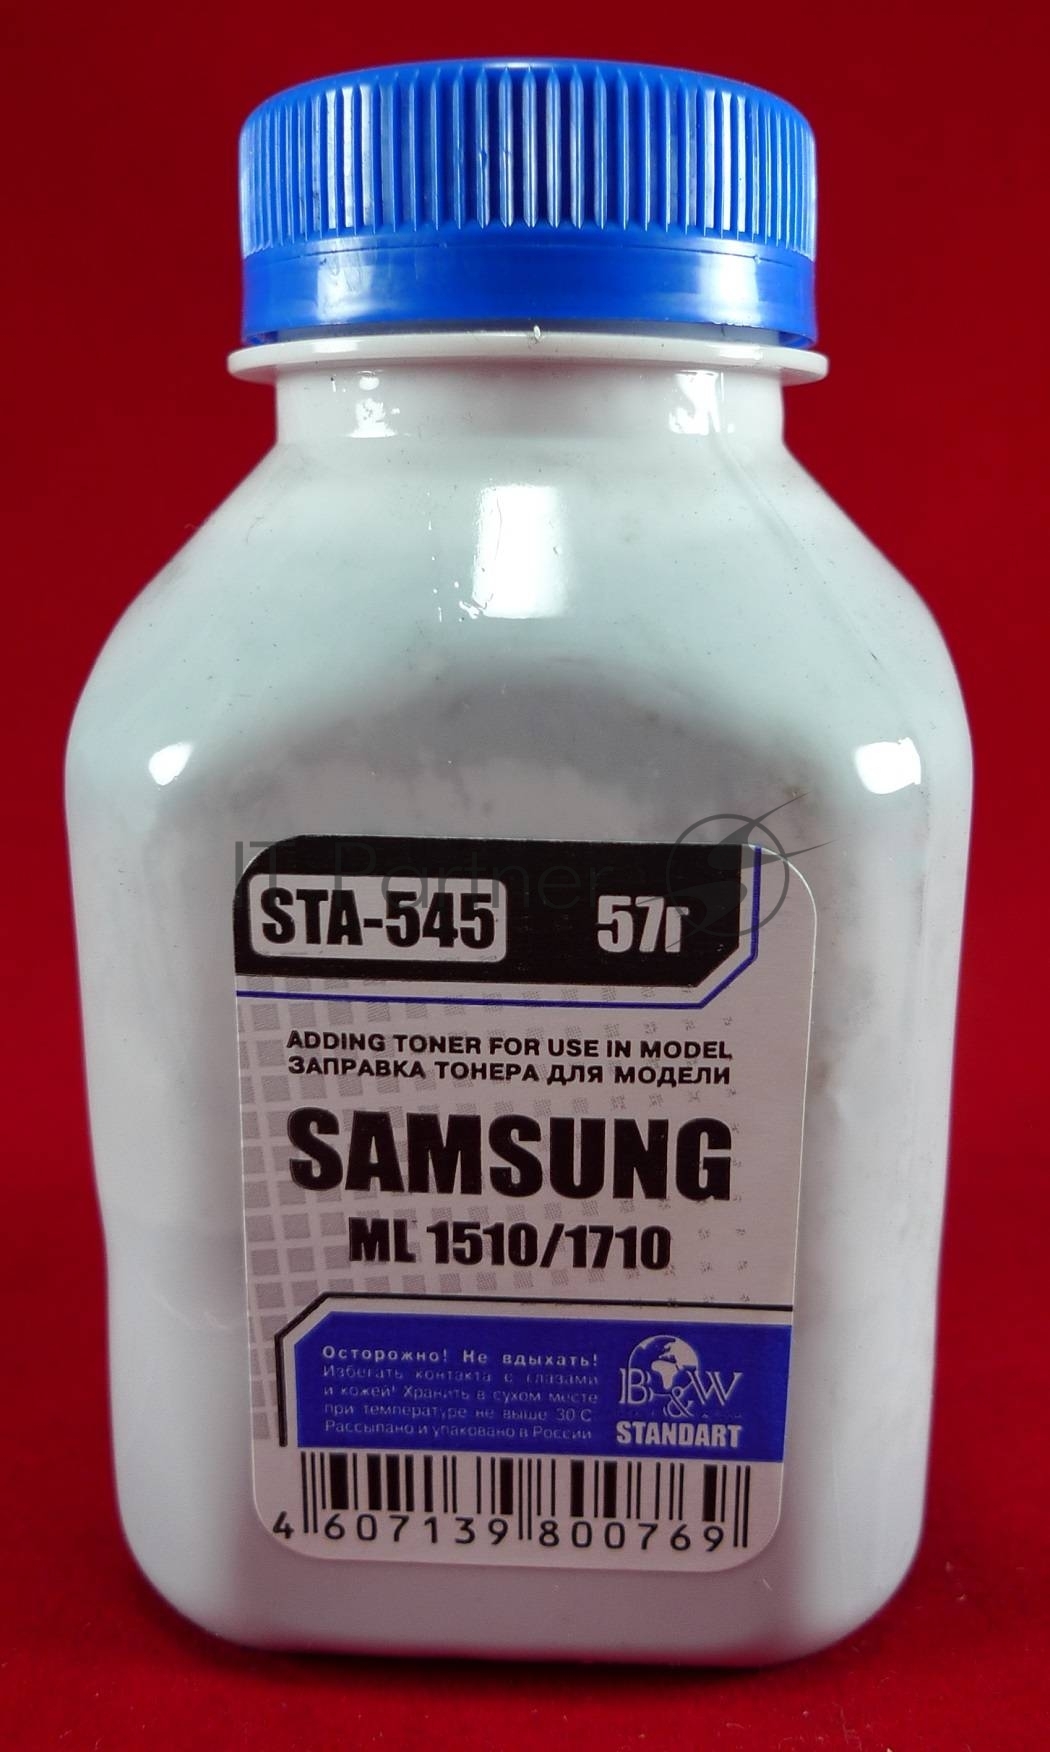 IT Partner
STA-545 57г
ADDING TONER FOR USE IN MODEL
ЗАПРАВКА ТОНЕРА ДЛЯ МОДЕЛИ
SAMSUNG
ML 1510/1710
Осторожно! Не вдыхать!
Избегать контакта с глазами
и кожей! Хранить в сухом месте
при температуре не выше 30 С
Рассыпано и упаковано в России
B&W
STANDART
4 607139 800769